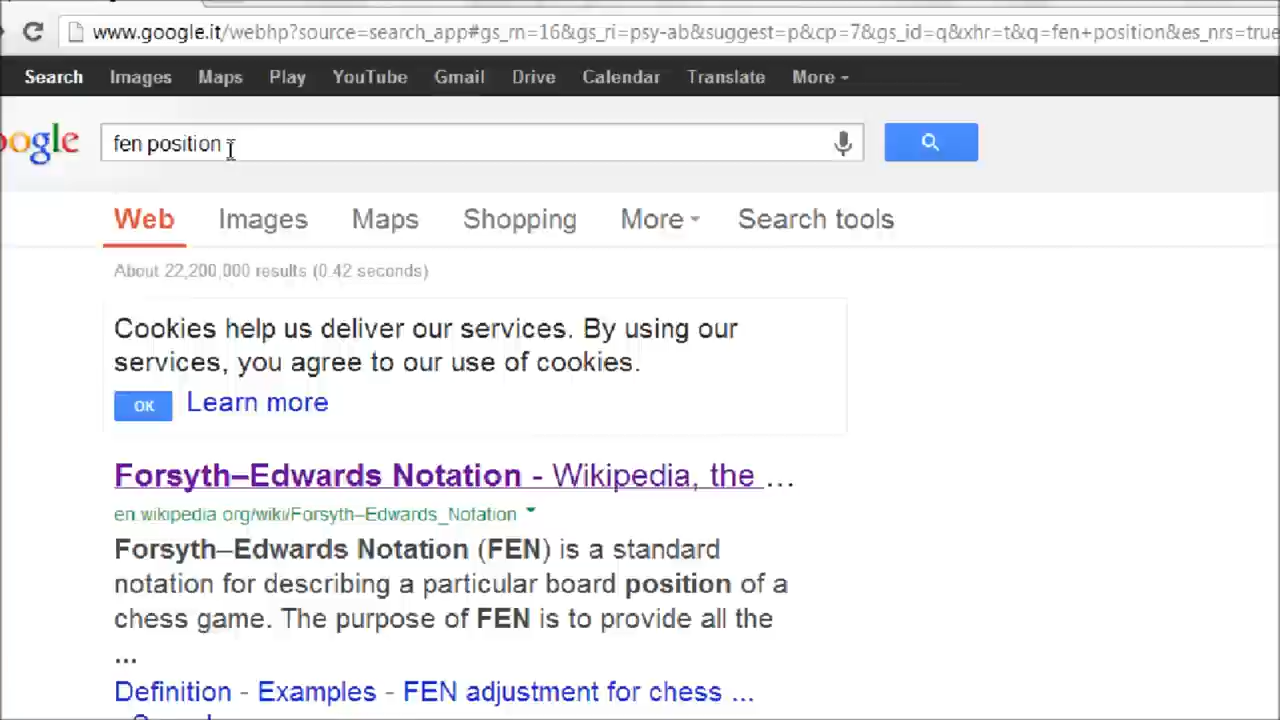 www.google.it/webhp?source=search_app#gs_rn=16&gs_ri=psy-ab&suggest=p&cp=7&gs_id=q&xhr=t&q=fen+position&es_nrs=true
Search Images Maps Play YouTube Gmail Drive Calendar Translate More
oogle fen position
Web Images Maps Shopping More Search tools
About 22,200,000 results (0.42 seconds)
Cookies help us deliver our services. By using our
services, you agree to our use of cookies.
OK Learn more
Forsyth–Edwards Notation - Wikipedia, the ...
en.wikipedia.org/wiki/Forsyth–Edwards_Notation
Forsyth–Edwards Notation (FEN) is a standard
notation for describing a particular board position of a
chess game. The purpose of FEN is to provide all the
...
Definition - Examples - FEN adjustment for chess ...